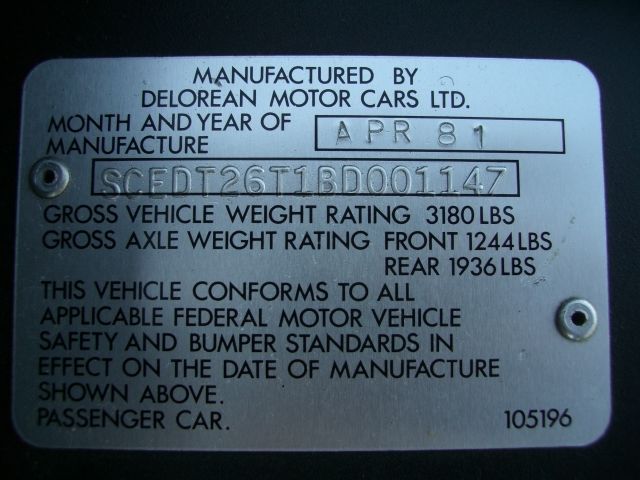 MANUFACTURED BY
DELOREAN MOTOR CARS LTD.
MONTH AND YEAR OF
MANUFACTURE
APR 81
SCEDT26T1BD001147
GROSS VEHICLE WEIGHT RATING 3180 LBS
GROSS AXLE WEIGHT RATING FRONT 1244 LBS
REAR 1936 LBS
THIS VEHICLE CONFORMS TO ALL
APPLICABLE FEDERAL MOTOR VEHICLE
SAFETY AND BUMPER STANDARDS IN
EFFECT ON THE DATE OF MANUFACTURE
SHOWN ABOVE.
PASSENGER CAR. 105196